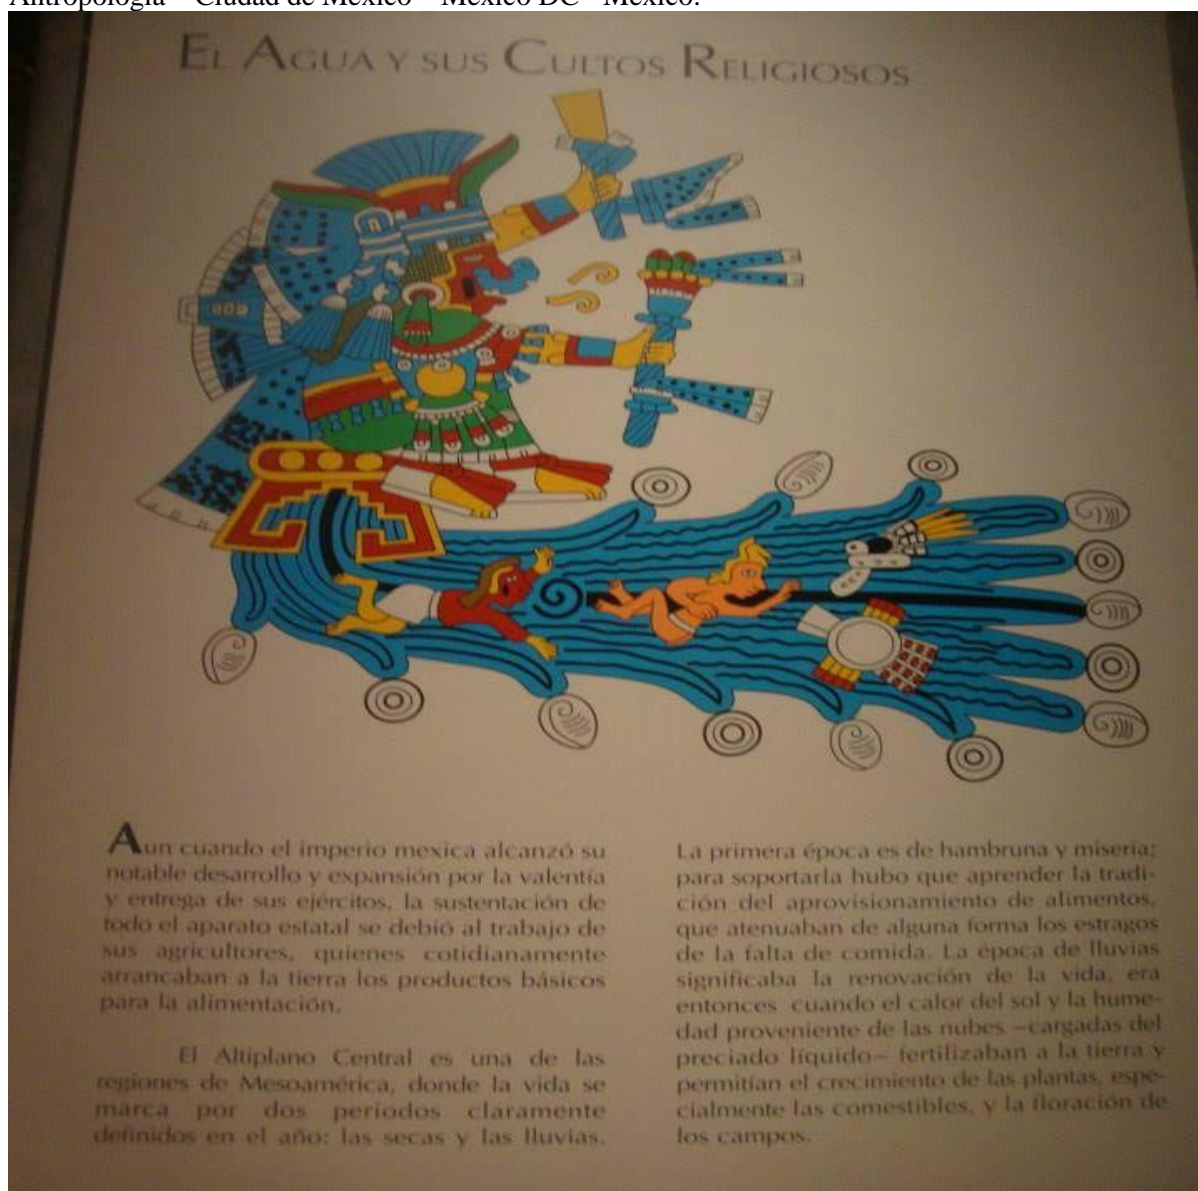 Antropología – Ciudad de México – México DC - México.
EL AGUA Y SUS CULTOS RELIGIOSOS
Aun cuando el imperio mexica alcanzó su
notable desarrollo y expansión por la valentía
y entrega de sus ejércitos, la sustentación de
todo el aparato estatal se debió al trabajo de
sus agricultores, quienes cotidianamente
arrancaban a la tierra los productos básicos
para la alimentación.
El Altiplano Central es una de las
regiones de Mesoamérica, donde la vida se
marca por dos periodos claramente
definidos en el año: las secas y las lluvias.
La primera época es de hambruna y miseria;
para soportarla hubo que aprender la tradi-
ción del aprovisionamiento de alimentos,
que atenuaban de alguna forma los estragos
de la falta de comida. La época de lluvias
significaba la renovación de la vida, era
entonces cuando el calor del sol y la hume-
dad proveniente de las nubes –cargadas del
preciado líquido– fertilizaban a la tierra y
permitían el crecimiento de las plantas, espe-
cialmente las comestibles, y la floración de
los campos.